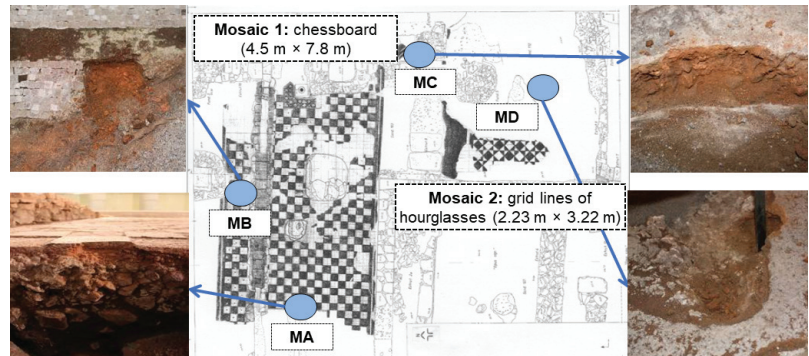 Mosaic 1: chessboard
(4.5 m × 7.8 m)
MC
MD
Mosaic 2: grid lines of
hourglasses (2.23 m × 3.22 m)
MB
MA